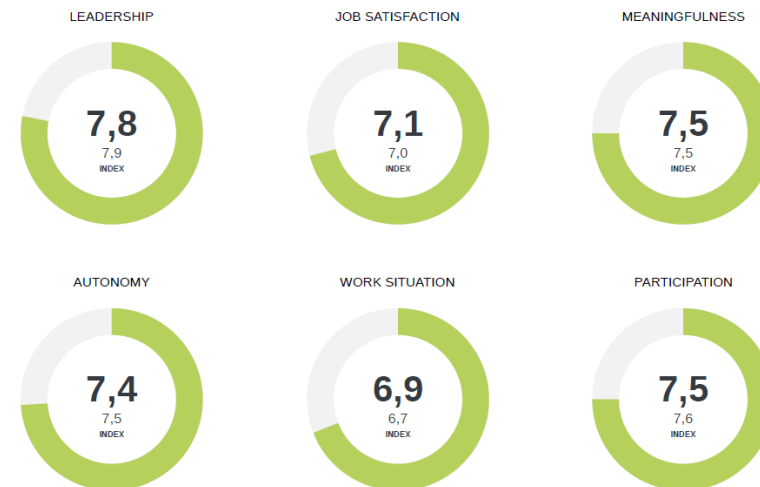 LEADERSHIP
7,8
7,9
INDEX
JOB SATISFACTION
7,1
7,0
INDEX
MEANINGFULNESS
7,5
7,5
INDEX
AUTONOMY
7,4
7,5
INDEX
WORK SITUATION
6,9
6,7
INDEX
PARTICIPATION
7,5
7,6
INDEX